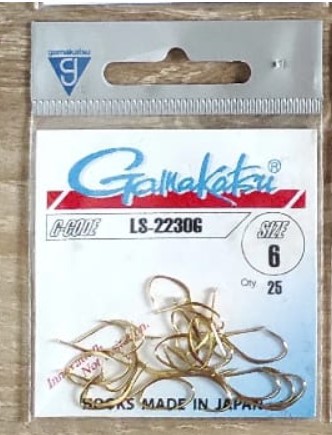 gamakatsu
g
Gamakatsu®
G-CODE LS-2230G SIZE
6
Qty 25
HOOKS MADE IN JAPAN